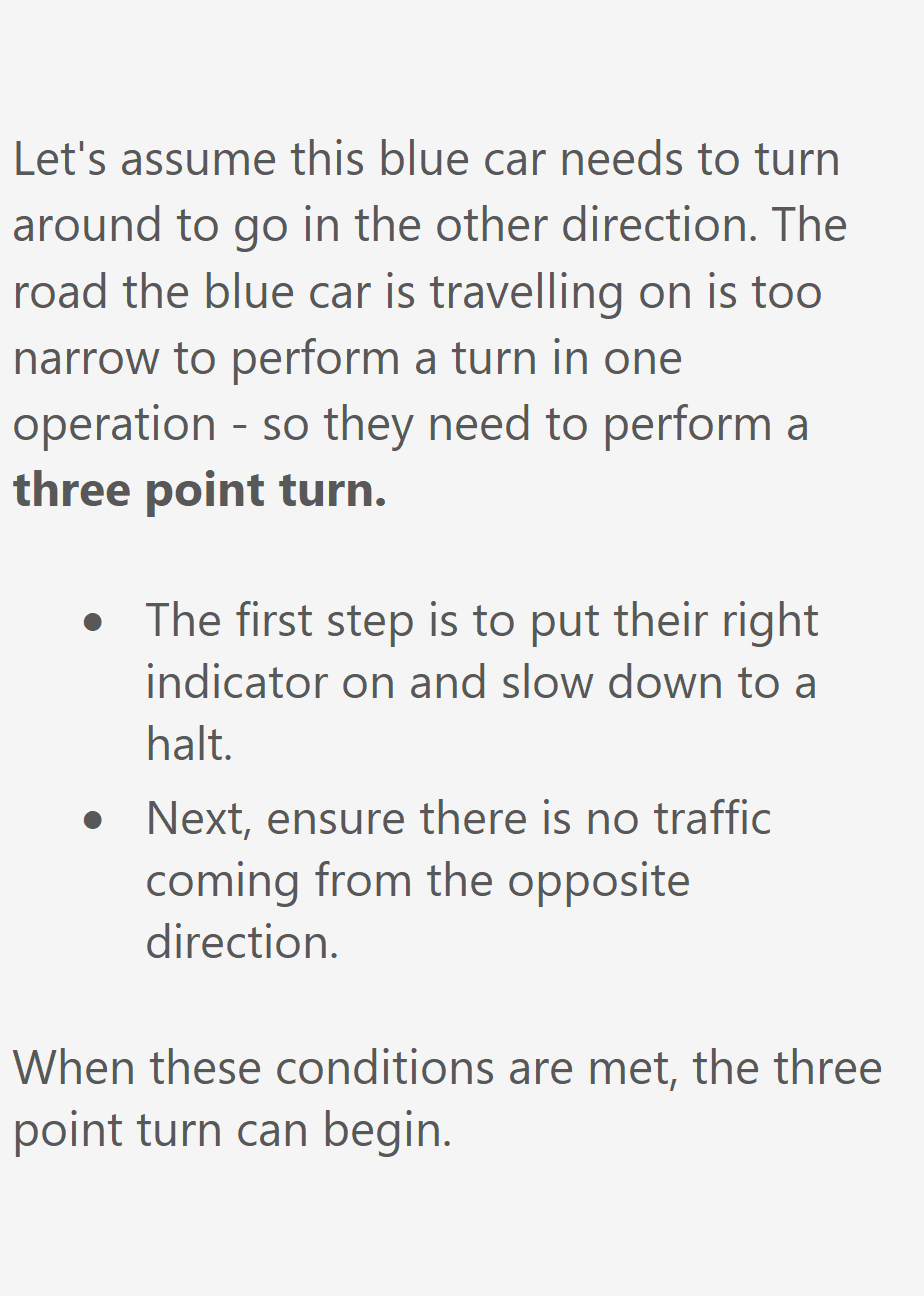 Let's assume this blue car needs to turn
around to go in the other direction. The
road the blue car is travelling on is too
narrow to perform a turn in one
operation - so they need to perform a
three point turn.
● The first step is to put their right
indicator on and slow down to a
halt.
● Next, ensure there is no traffic
coming from the opposite
direction.
When these conditions are met, the three
point turn can begin.